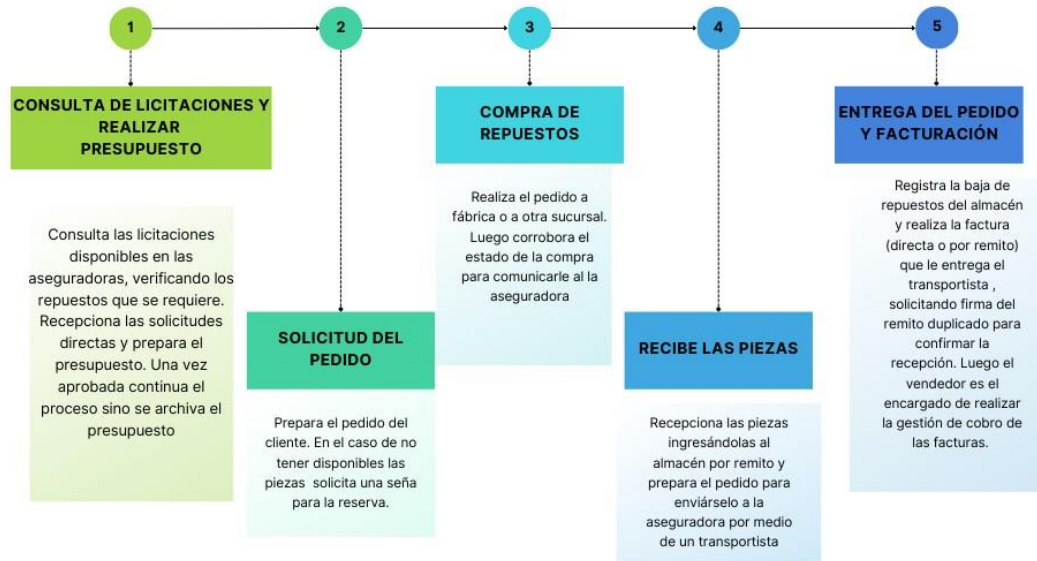 1
2
3
4
5
CONSULTA DE LICITACIONES Y
REALIZAR
PRESUPUESTO
Consulta las licitaciones
disponibles en las
aseguradoras, verificando los
repuestos que se requiere.
Recepciona las solicitudes
directas y prepara el
presupuesto. Una vez
aprobada continua el
proceso sino se archiva el
presupuesto
SOLICITUD DEL
PEDIDO
Prepara el pedido del
cliente. En el caso de no
tener disponibles las
piezas solicita una seña
para la reserva.
COMPRA DE
REPUESTOS
Realiza el pedido a
fábrica o a otra sucursal.
Luego corrobora el
estado de la compra
para comunicarle al la
aseguradora
RECIBE LAS PIEZAS
Recepciona las piezas
ingresándolas al
almacén por remito y
prepara el pedido para
enviárselo a la
aseguradora por medio
de un transportista
ENTREGA DEL PEDIDO
Y FACTURACIÓN
Registra la baja de
repuestos del almacén
y realiza la factura
(directa o por remito)
que le entrega el
transportista ,
solicitando firma del
remito duplicado para
confirmar la
recepción. Luego el
vendedor es el
encargado de realizar
la gestión de cobro de
las facturas.